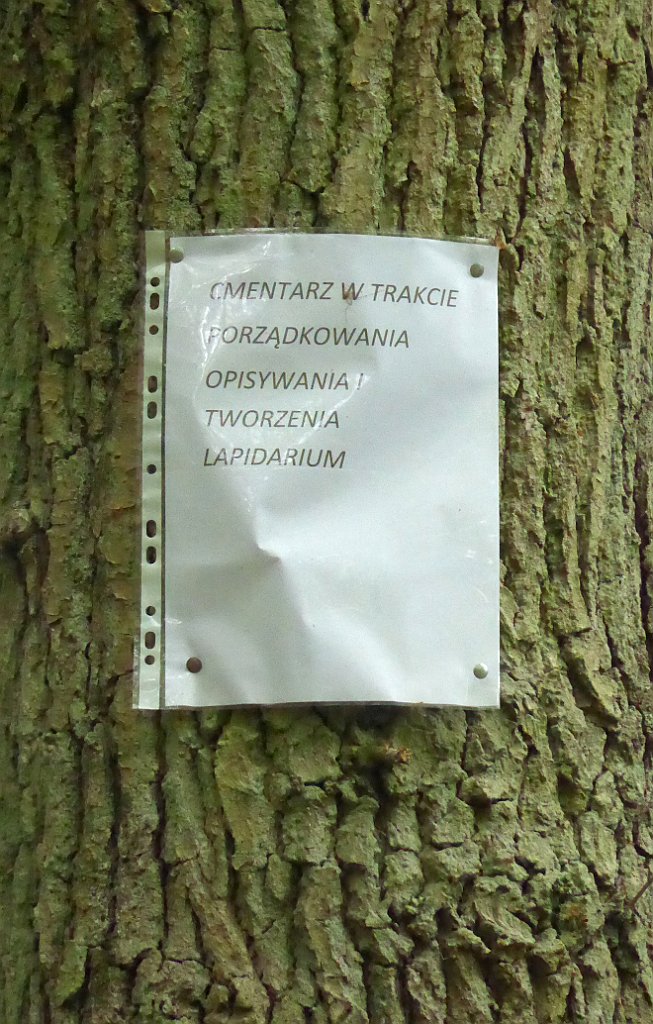 CMENTARZ W TRAKCIE
PORZĄDKOWANIA
OPISYWANIA I
TWORZENIA
LAPIDARIUM